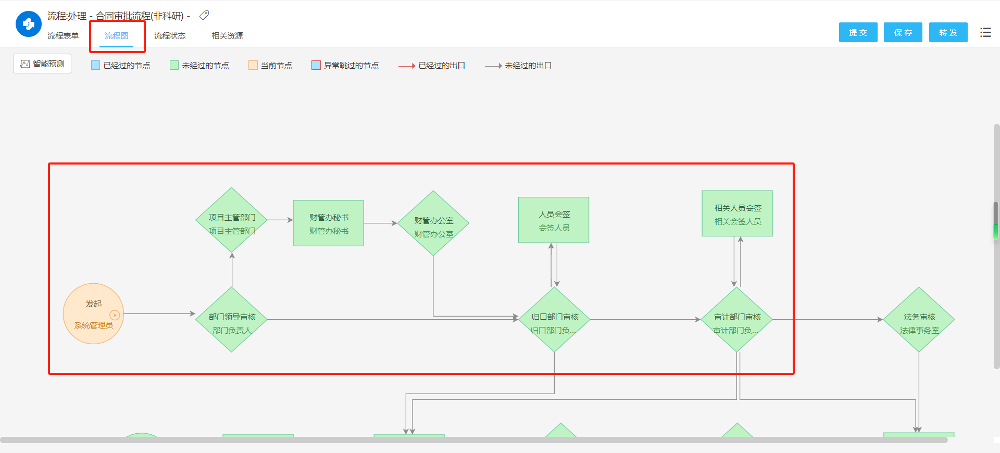 流程:处理 - 合同审批流程(非科研) -
流程表单 流程图 流程状态 相关资源
提 交 保 存 转 发
智能预测 已经过的节点 未经过的节点 当前节点 异常跳过的节点 已经过的出口 未经过的出口
项目主管部门
项目主管部门
财管办秘书
财管办秘书
财管办公室
财管办公室
人员会签
会签人员
相关人员会签
相关会签人员
发起
系统管理员
部门领导审核
部门负责人
归口部门审核
归口部门负...
审计部门审核
审计部门负...
法务审核
法律事务室